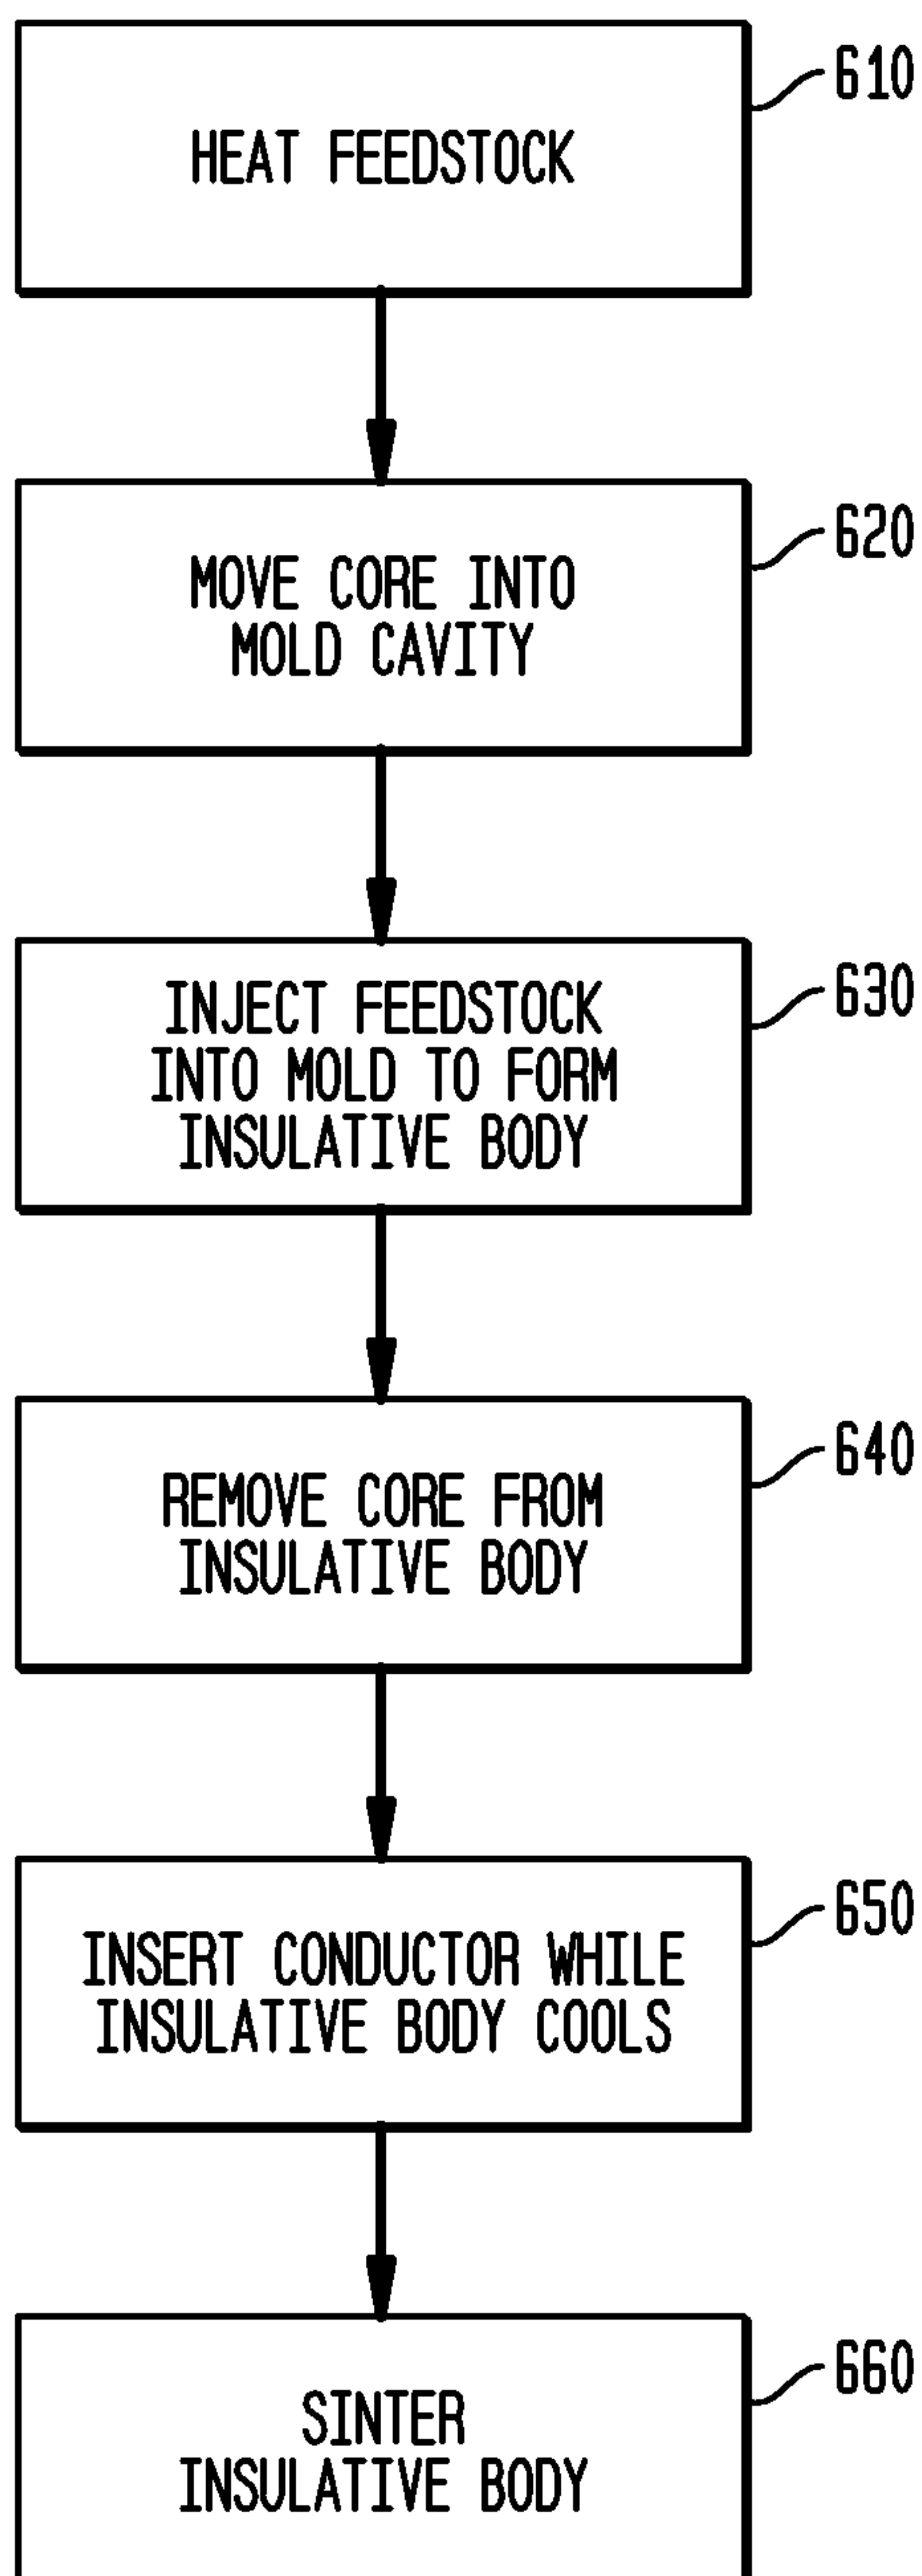 610
HEAT FEEDSTOCK
620
MOVE CORE INTO
MOLD CAVITY
630
INJECT FEEDSTOCK
INTO MOLD TO FORM
INSULATIVE BODY
640
REMOVE CORE FROM
INSULATIVE BODY
650
INSERT CONDUCTOR WHILE
INSULATIVE BODY COOLS
660
SINTER
INSULATIVE BODY